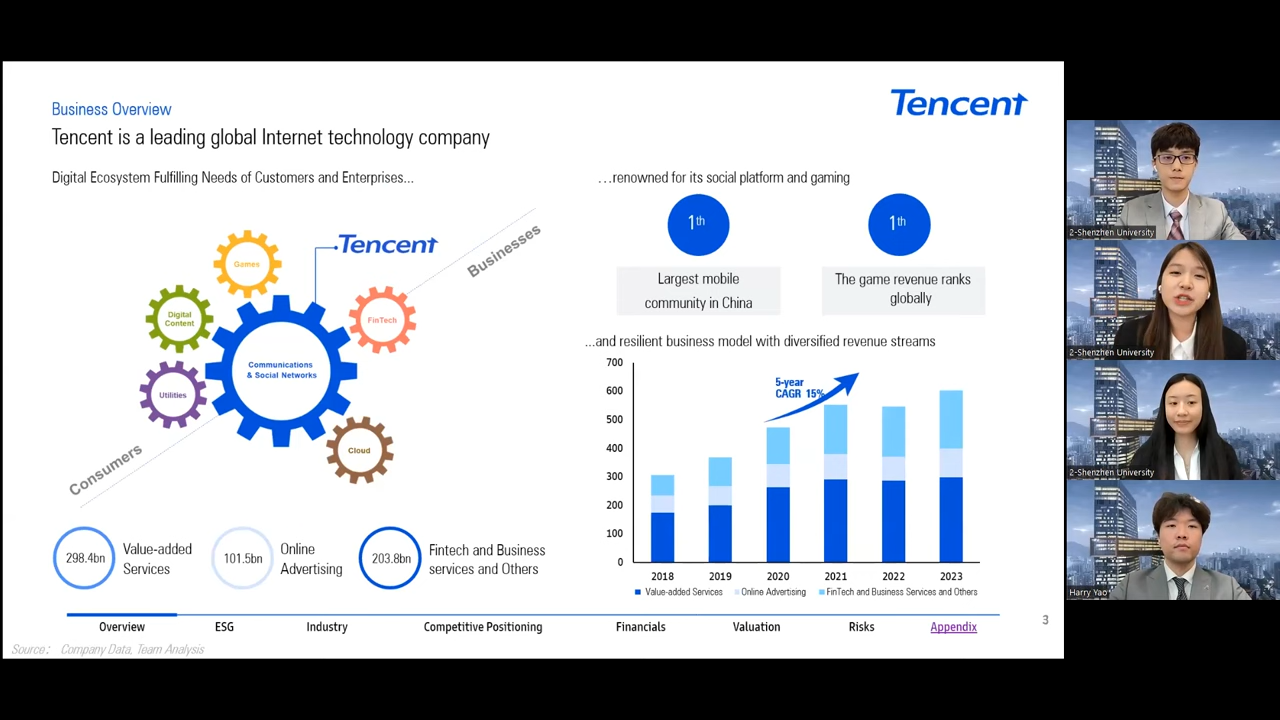 Business Overview
Tencent is a leading global Internet technology company
Tencent
Digital Ecosystem Fulfilling Needs of Customers and Enterprises...
Tencent
Businesses
Games
Digital
Content
FinTech
Communications
& Social Networks
Utilities
Cloud
Consumers
298.4bn
Value-added
Services
101.5bn
Online
Advertising
203.8bn
Fintech and Business
services and Others
...renowned for its social platform and gaming
1th
Largest mobile
community in China
1th
The game revenue ranks
globally
...and resilient business model with diversified revenue streams
5-year
CAGR 15%
700
600
500
400
300
200
100
0
2018 2019 2020 2021 2022 2023
Value-added Services Online Advertising FinTech and Business Services and Others
Overview ESG Industry Competitive Positioning Financials Valuation Risks Appendix
3
Source: Company Data, Team Analysis
2-Shenzhen University
2-Shenzhen University
2-Shenzhen University
Harry Yao